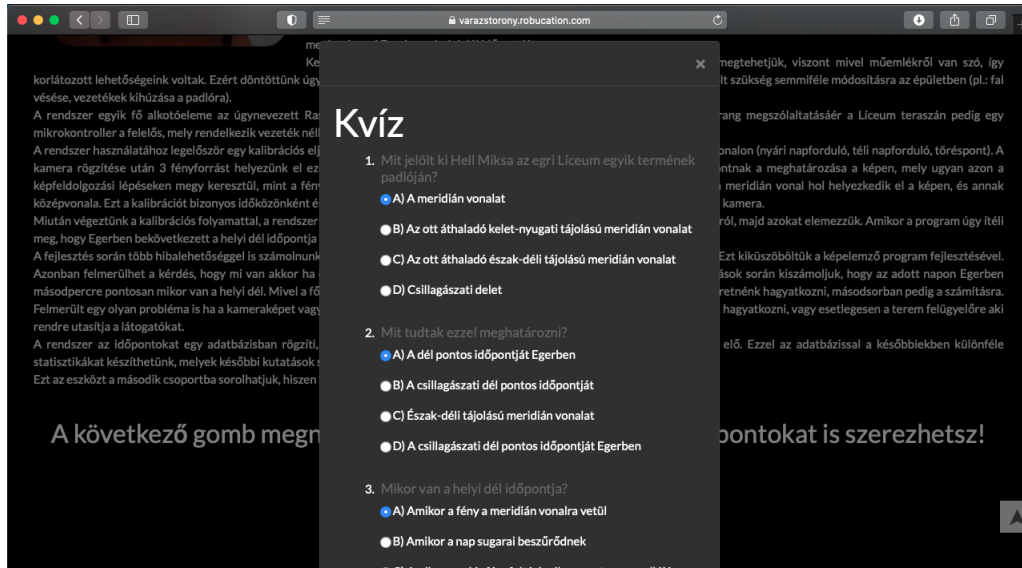 varazstorony.robucation.com
Ke
korlátozott lehetőségeink voltak. Ezért döntöttünk úgy
vésése, vezetékek kihúzása a padlóra).
A rendszer egyik fő alkotóeleme az úgynevezett Ras
mikrokontroller a felelős, mely rendelkezik vezeték néll
A rendszer használatához legelőször egy kalibrációs elj
kamera rögzítése után 3 fényforrást helyezünk el ez
képfeldolgozási lépéseken megy keresztül, mint a fén
középvonala. Ezt a kalibrációt bizonyos időközönként é
Miután végeztünk a kalibrációs folyamattal, a rendszer
meg, hogy Egerben bekövetkezett a helyi dél időpontja
A fejlesztés során több hibalehetőséggel is számolnunk
Azonban felmerülhet a kérdés, hogy mi van akkor ha
másodpercre pontosan mikor van a helyi dél. Mivel a fő
Felmerült egy olyan probléma is ha a kameraképet vagy
rendre utasítja a látogatókat.
A rendszer az időpontokat egy adatbázisban rögzíti,
statisztikákat készíthetünk, melyek későbbi kutatások s
Ezt az eszközt a második csoportba sorolhatjuk, hiszen
A következő gomb megn
×
Kvíz
1. Mit jelölt ki Hell Miksa az egri Líceum egyik termének
padlóján?
A) A meridián vonalat
B) Az ott áthaladó kelet-nyugati tájolású meridián vonalat
C) Az ott áthaladó észak-déli tájolású meridián vonalat
D) Csillagászati delet
2. Mit tudtak ezzel meghatározni?
A) A dél pontos időpontját Egerben
B) A csillagászati dél pontos időpontját
C) Észak-déli tájolású meridián vonalat
D) A csillagászati dél pontos időpontját Egerben
3. Mikor van a helyi dél időpontja?
A) Amikor a fény a meridián vonalra vetül
B) Amikor a nap sugarai beszűrődnek
megtehetjük, viszont mivel műemlékről van szó, így
lt szükség semmiféle módosításra az épületben (pl.: fal
rang megszólaltatásáér a Líceum teraszán pedig egy
onalon (nyári napforduló, téli napforduló, töréspont). A
ontnak a meghatározása a képen, mely ugyan azon a
meridián vonal hol helyezkedik el a képen, és annak
kamera.
ról, majd azokat elemezzük. Amikor a program úgy ítéli
Ezt kiküszöböltük a képelemző program fejlesztésével.
ások során kiszámoljuk, hogy az adott napon Egerben
retnénk hagyatkozni, másodsorban pedig a számításra.
hagyatkozni, vagy esetlegesen a terem felügyelőre aki
elő. Ezzel az adatbázissal a későbbiekben különféle
pontokat is szerezhetsz!